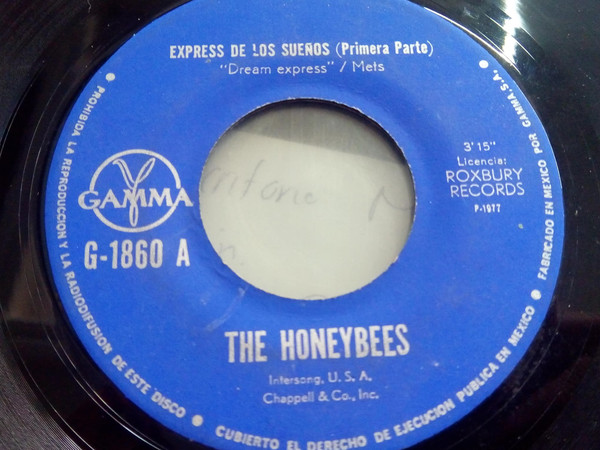 EXPRESS DE LOS SUEÑOS (Primera Parte)
"Dream express" / Mets
GAMMA
G-1860 A
3'15"
Licencia:
ROXBURY
RECORDS
P-1977
THE HONEYBEES
Intersong, U. S. A.
Chappell & Co., Inc.
• PROHIBIDA LA REPRODUCCION Y LA RADIODIFUSION DE ESTE DISCO • CUBIERTO EL DERECHO DE EJECUCION PUBLICA EN MEXICO • FABRICADO EN MEXICO POR GAMMA, S.A. •